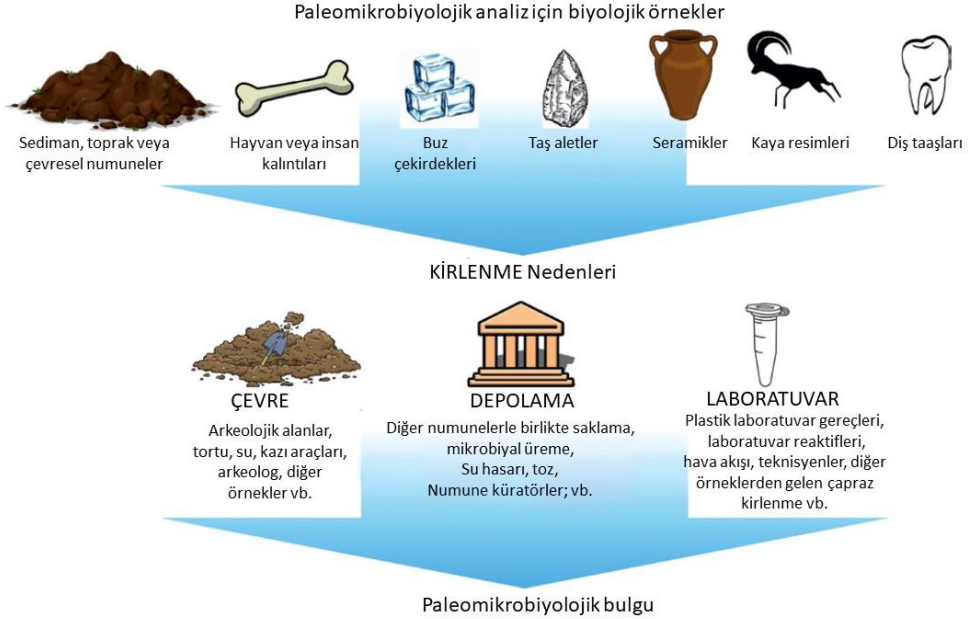 Paleomikrobiyolojik analiz için biyolojik örnekler
Sediman, toprak veya
çevresel numuneler
Hayvan veya insan
kalıntıları
Buz
çekirdekleri
Taş aletler
Seramikler
Kaya resimleri
Diş taaşları
KİRLENME Nedenleri
ÇEVRE
Arkeolojik alanlar,
tortu, su, kazı araçları,
arkeolog, diğer
örnekler vb.
DEPOLAMA
Diğer numunelerle birlikte saklama,
mikrobiyal üreme,
Su hasarı, toz,
Numune küratörler; vb.
LABORATUVAR
Plastik laboratuvar gereçleri,
laboratuvar reaktifleri,
hava akışı, teknisyenler, diğer
örneklerden gelen çapraz
kirlenme vb.
Paleomikrobiyolojik bulgu